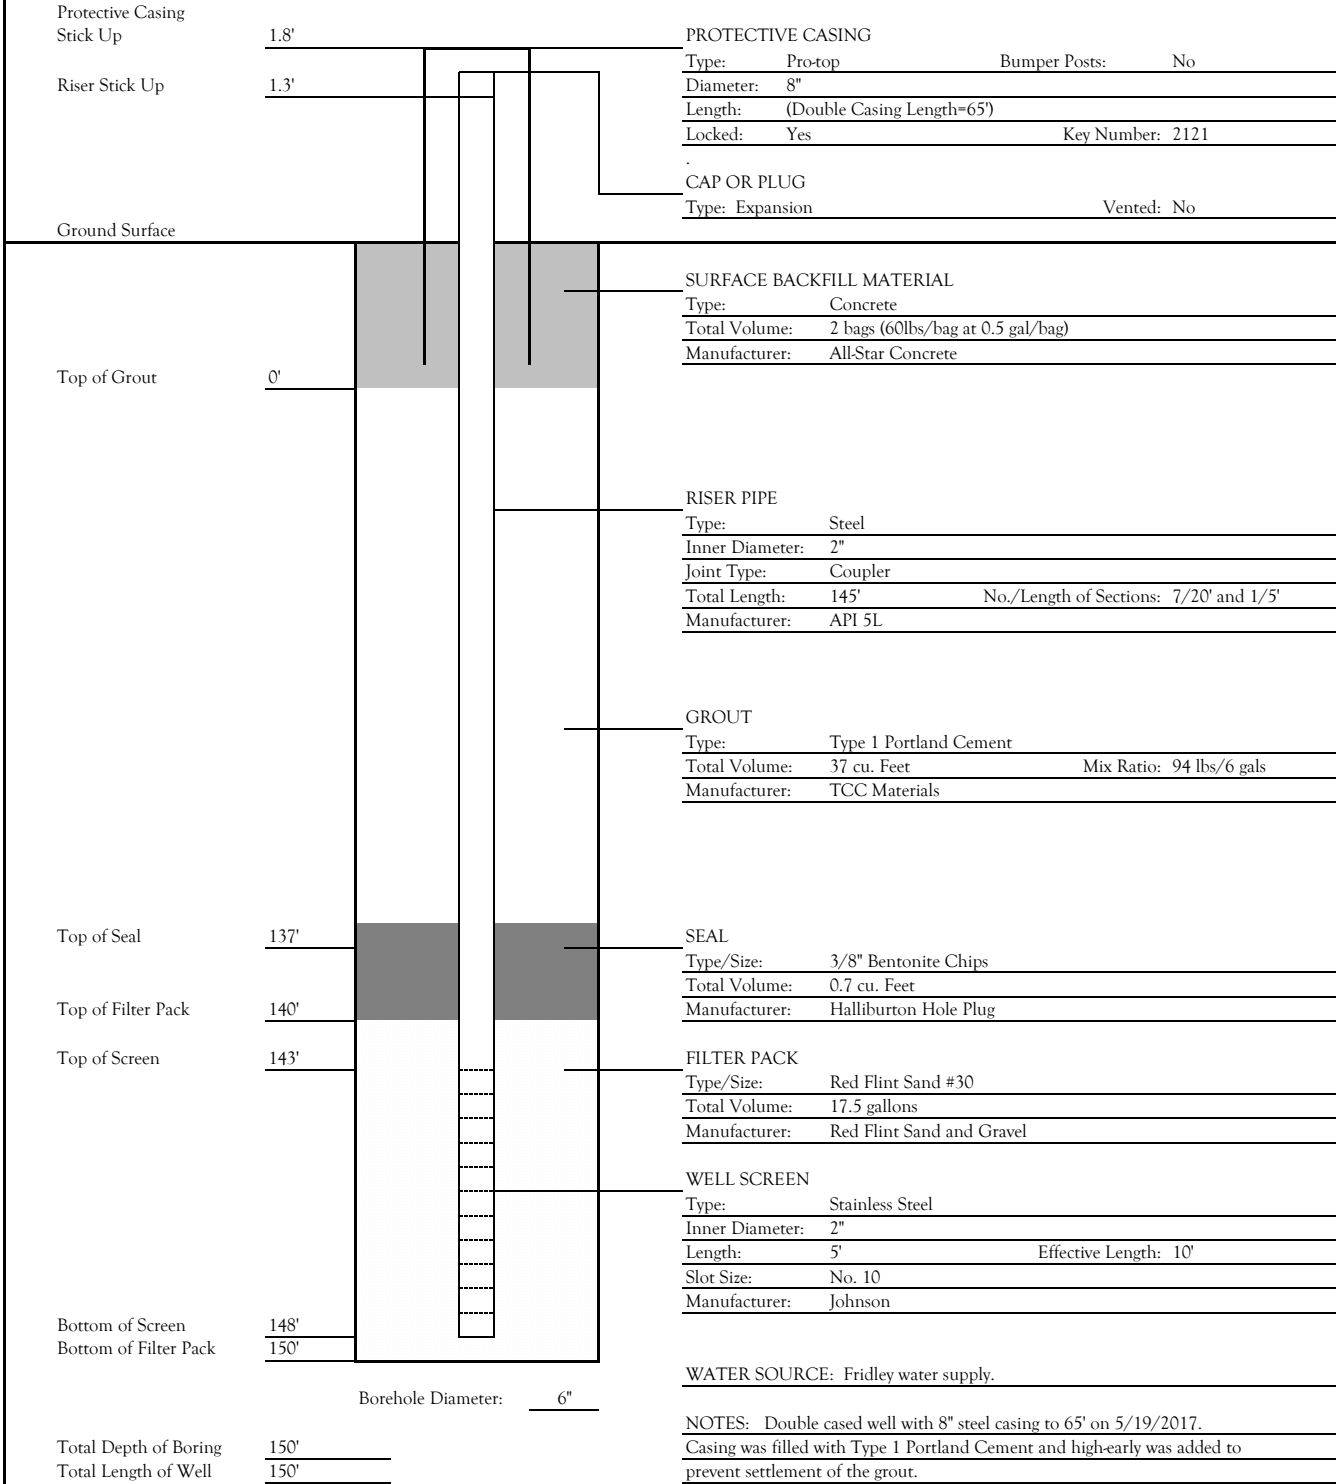 Protective Casing
Stick Up 1.8'
PROTECTIVE CASING
Type: Pro-top Bumper Posts: No
Riser Stick Up 1.3'
Diameter: 8"
Length: (Double Casing Length=65')
Locked: Yes Key Number: 2121
.
CAP OR PLUG
Type: Expansion Vented: No
Ground Surface
SURFACE BACKFILL MATERIAL
Type: Concrete
Total Volume: 2 bags (60lbs/bag at 0.5 gal/bag)
Manufacturer: All-Star Concrete
Top of Grout 0'
RISER PIPE
Type: Steel
Inner Diameter: 2"
Joint Type: Coupler
Total Length: 145' No./Length of Sections: 7/20' and 1/5'
Manufacturer: API 5L
GROUT
Type: Type 1 Portland Cement
Total Volume: 37 cu. Feet Mix Ratio: 94 lbs/6 gals
Manufacturer: TCC Materials
Top of Seal 137'
SEAL
Type/Size: 3/8" Bentonite Chips
Total Volume: 0.7 cu. Feet
Top of Filter Pack 140'
Manufacturer: Halliburton Hole Plug
Top of Screen 143'
FILTER PACK
Type/Size: Red Flint Sand #30
Total Volume: 17.5 gallons
Manufacturer: Red Flint Sand and Gravel
WELL SCREEN
Type: Stainless Steel
Inner Diameter: 2"
Length: 5' Effective Length: 10'
Slot Size: No. 10
Manufacturer: Johnson
Bottom of Screen 148'
Bottom of Filter Pack 150'
WATER SOURCE: Fridley water supply.
Borehole Diameter: 6"
NOTES: Double cased well with 8" steel casing to 65' on 5/19/2017.
Total Depth of Boring 150'
Casing was filled with Type 1 Portland Cement and high-early was added to
Total Length of Well 150'
prevent settlement of the grout.